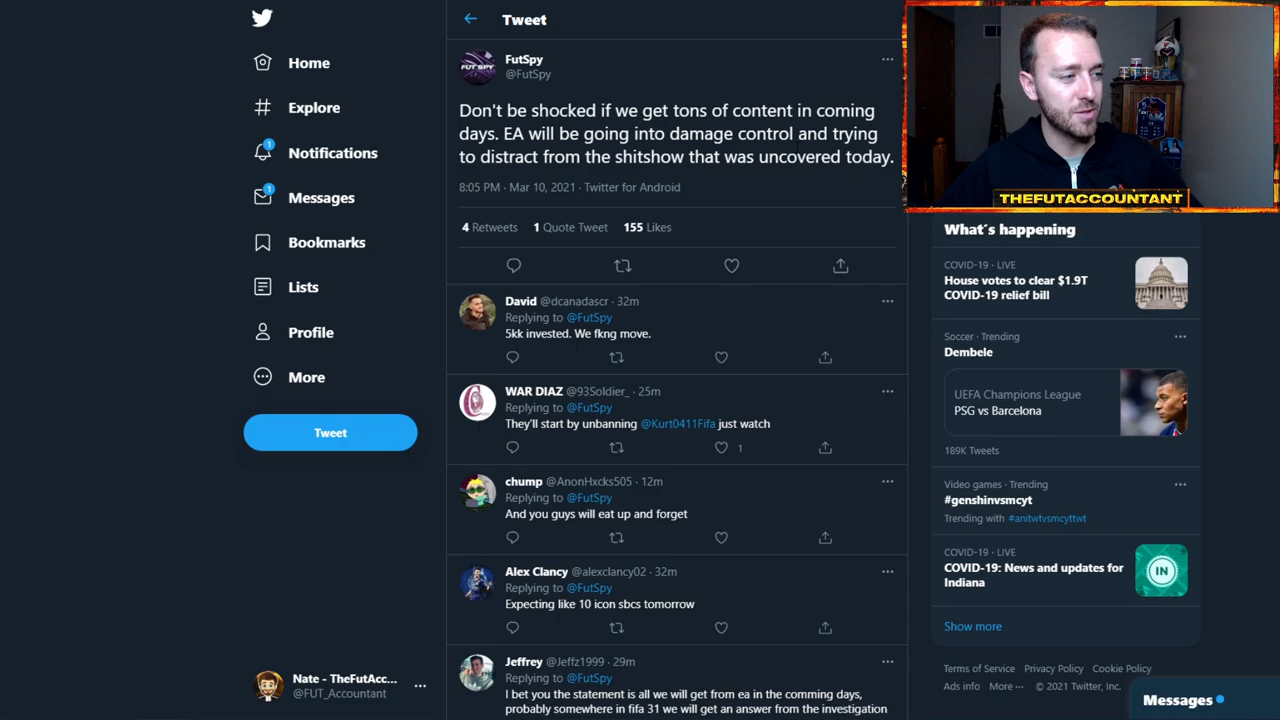 Tweet
FutSpy
@FutSpy
Don't be shocked if we get tons of content in coming
days. EA will be going into damage control and trying
to distract from the shitshow that was uncovered today.
8:05 PM · Mar 10, 2021 · Twitter for Android
4 Retweets 1 Quote Tweet 155 Likes
David @dcanadascr · 32m
Replying to @FutSpy
5kk invested. We fkng move.
WAR DIAZ @93Soldier_ · 25m
Replying to @FutSpy
They'll start by unbanning @Kurt0411Fifa just watch
1
chump @AnonHxcks505 · 12m
Replying to @FutSpy
And you guys will eat up and forget
Alex Clancy @alexclancy02 · 32m
Replying to @FutSpy
Expecting like 10 icon sbcs tomorrow
Jeffrey @Jeffz1999 · 29m
Replying to @FutSpy
I bet you the statement is all we will get from ea in the comming days,
probably somewhere in fifa 31 we will get an answer from the investigation
Home
Explore
1
Notifications
1
Messages
Bookmarks
Lists
Profile
More
Tweet
Nate - TheFutAcc...
@FUT_Accountant
FUT SPY
THEFUTACCOUNTANT
What's happening
COVID-19 · LIVE
House votes to clear $1.9T
COVID-19 relief bill
Soccer · Trending
Dembele
UEFA Champions League
PSG vs Barcelona
189K Tweets
Video games · Trending
#genshinvsmcyt
Trending with #anitwtvsmcyttwt
COVID-19 · LIVE
COVID-19: News and updates for
Indiana
IN
Show more
Terms of Service Privacy Policy Cookie Policy
Ads info More ··· © 2021 Twitter, Inc.
Messages